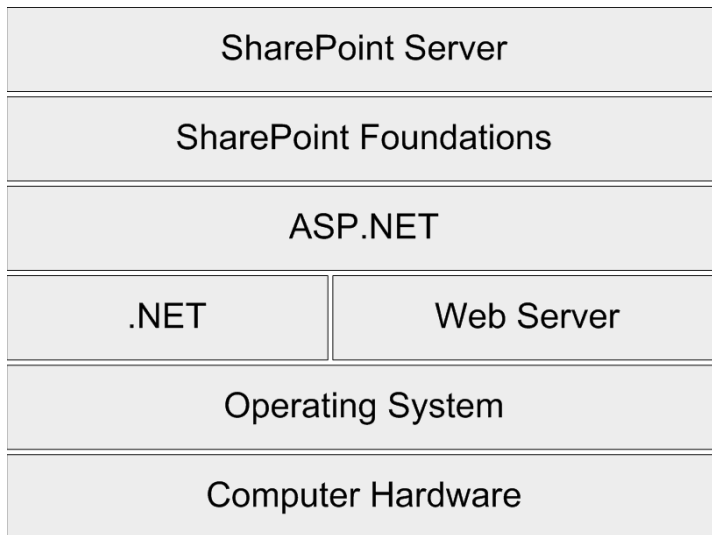 SharePoint Server
SharePoint Foundations
ASP.NET
.NET
Web Server
Operating System
Computer Hardware